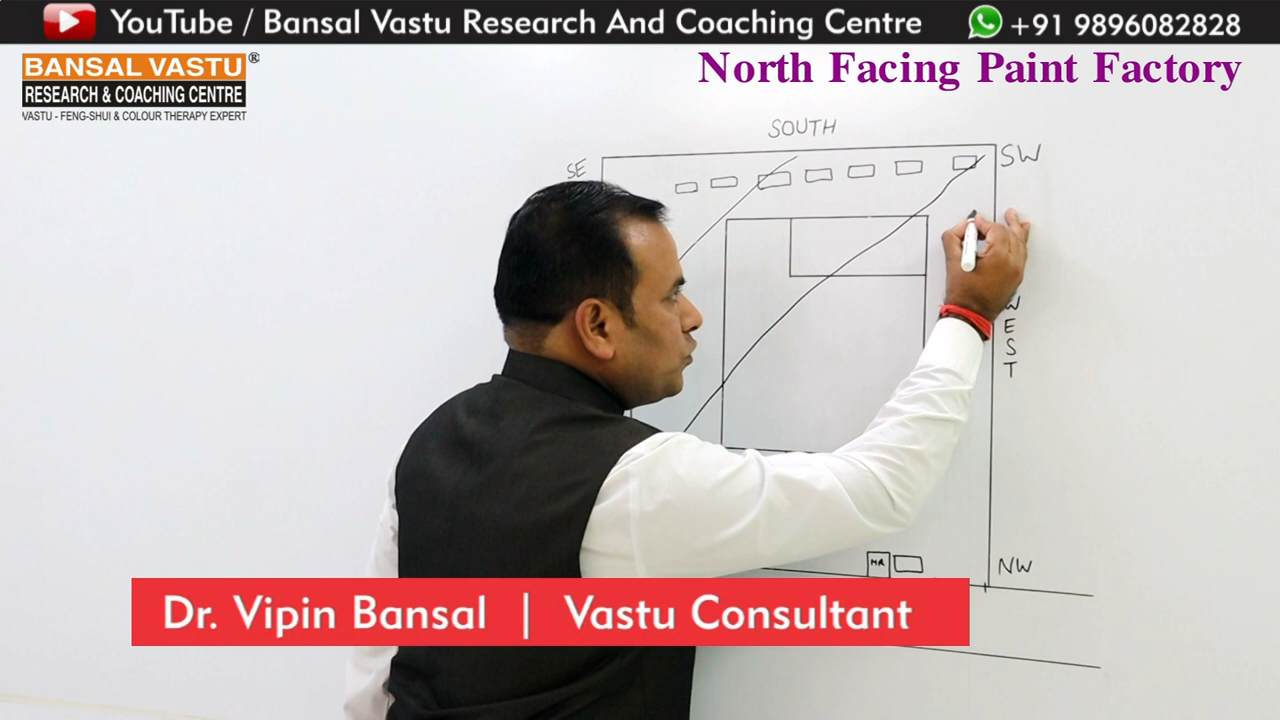 YouTube / Bansal Vastu Research And Coaching Centre +91 9896082828
BANSAL VASTU®
RESEARCH & COACHING CENTRE
VASTU - FENG-SHUI & COLOUR THERAPY EXPERT
North Facing Paint Factory
SOUTH
SE
SW
WEST
NW
MR
Dr. Vipin Bansal | Vastu Consultant